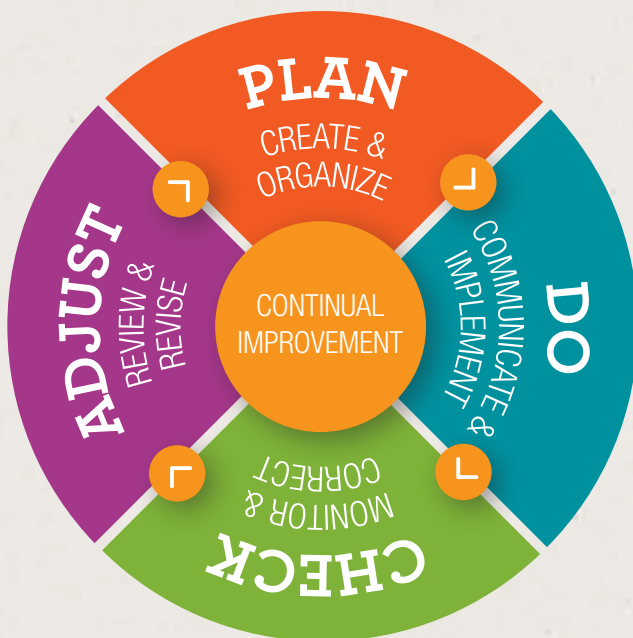 PLAN
CREATE &
ORGANIZE
DO
COMMUNICATE &
IMPLEMENT
CHECK
MONITOR &
CORRECT
ADJUST
REVIEW &
REVISE
CONTINUAL
IMPROVEMENT